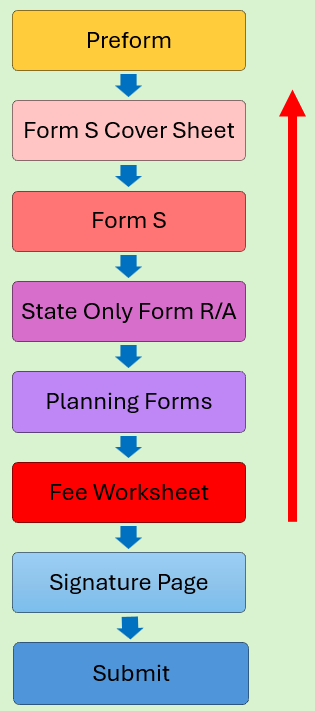 Preform
Form S Cover Sheet
Form S
State Only Form R/A
Planning Forms
Fee Worksheet
Signature Page
Submit